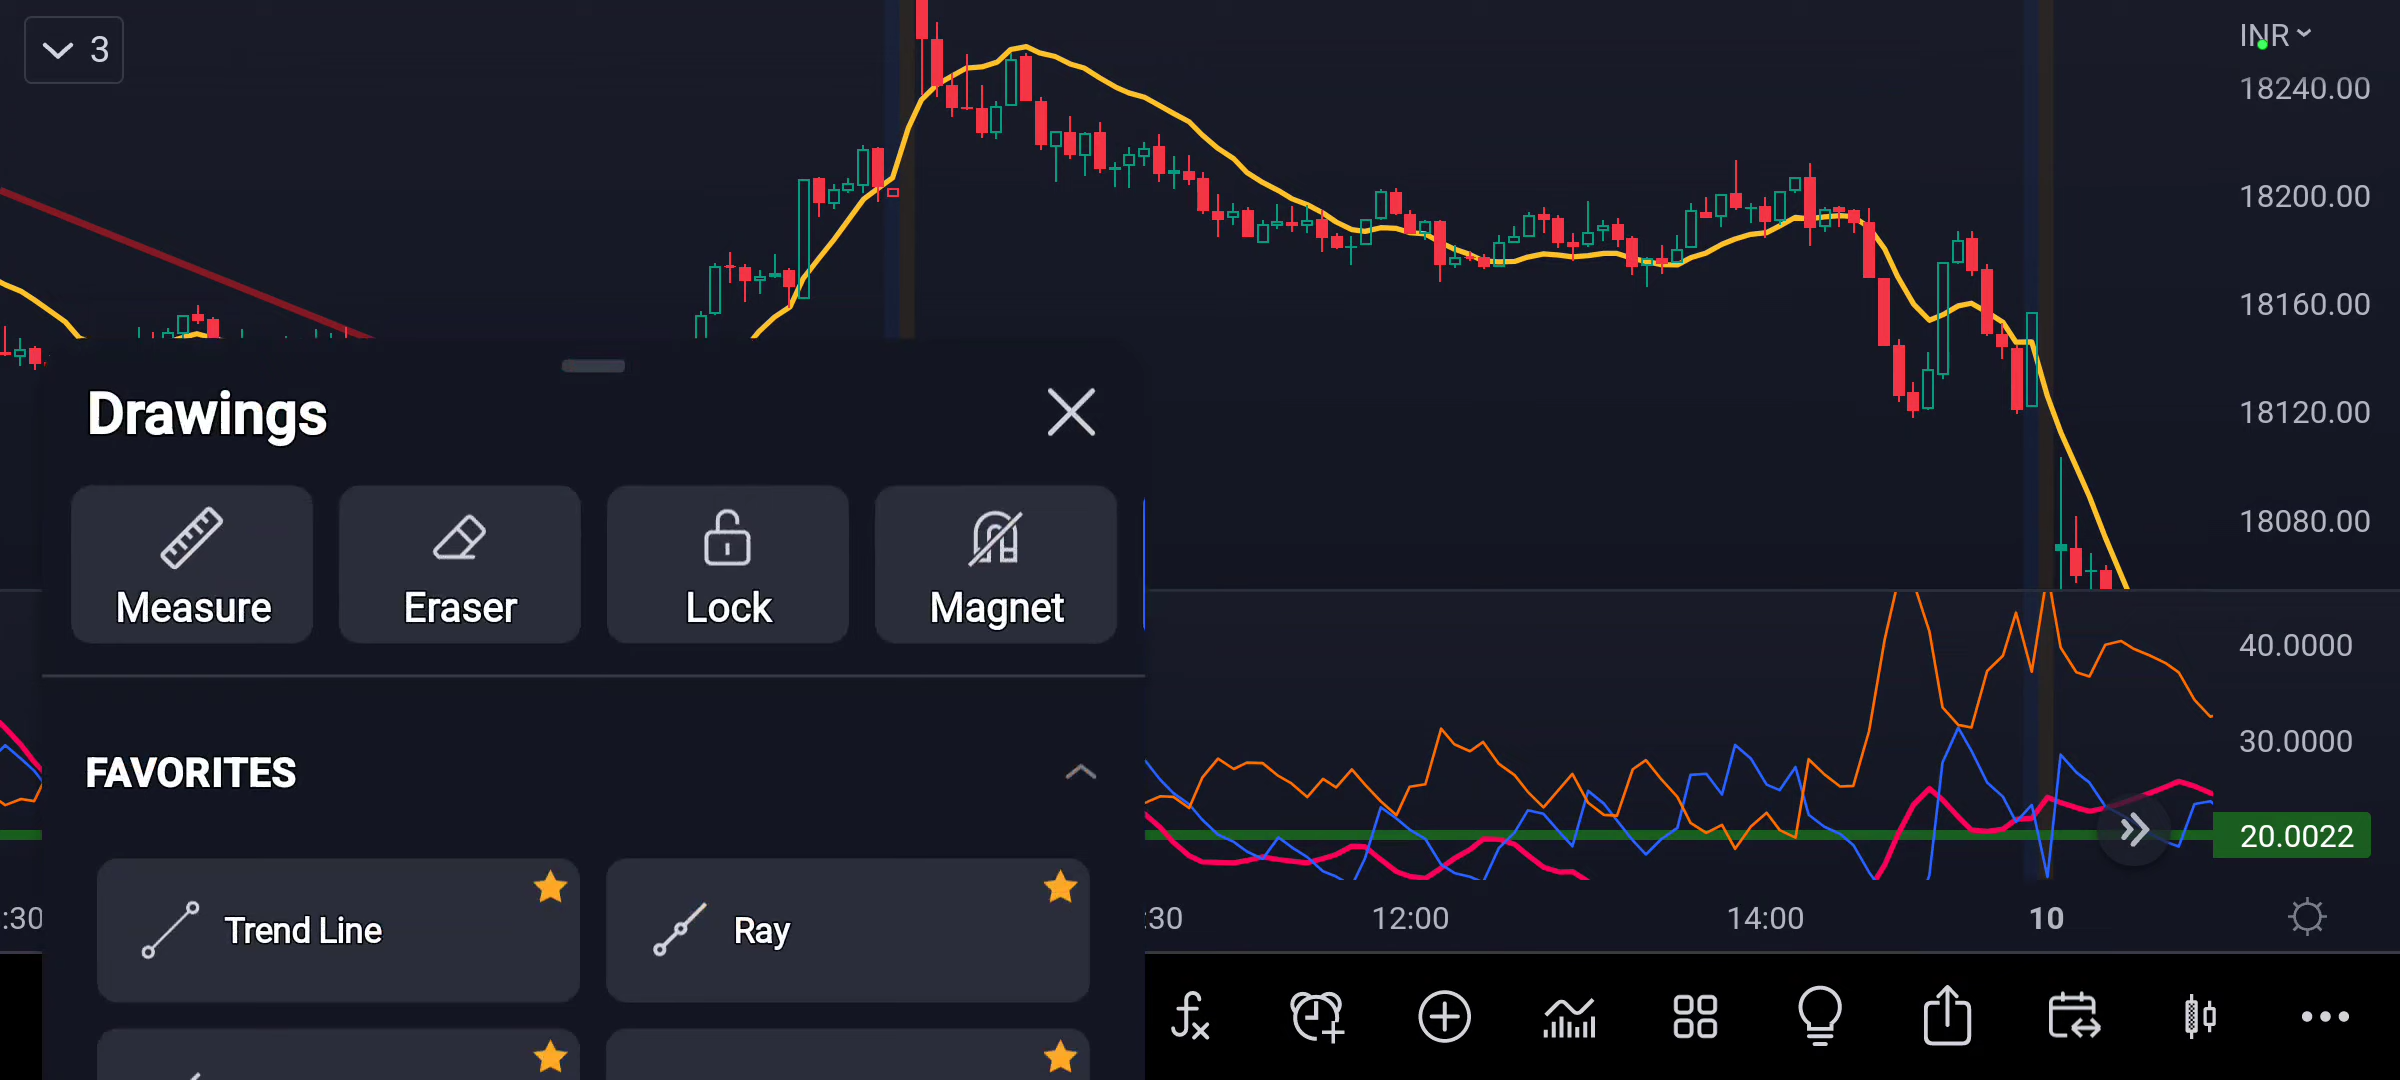 3
INR
18240.00
18200.00
18160.00
18120.00
18080.00
Drawings
Measure
Eraser
Lock
Magnet
40.0000
30.0000
20.0022
FAVORITES
Trend Line
Ray
:30
:30
12:00
14:00
10